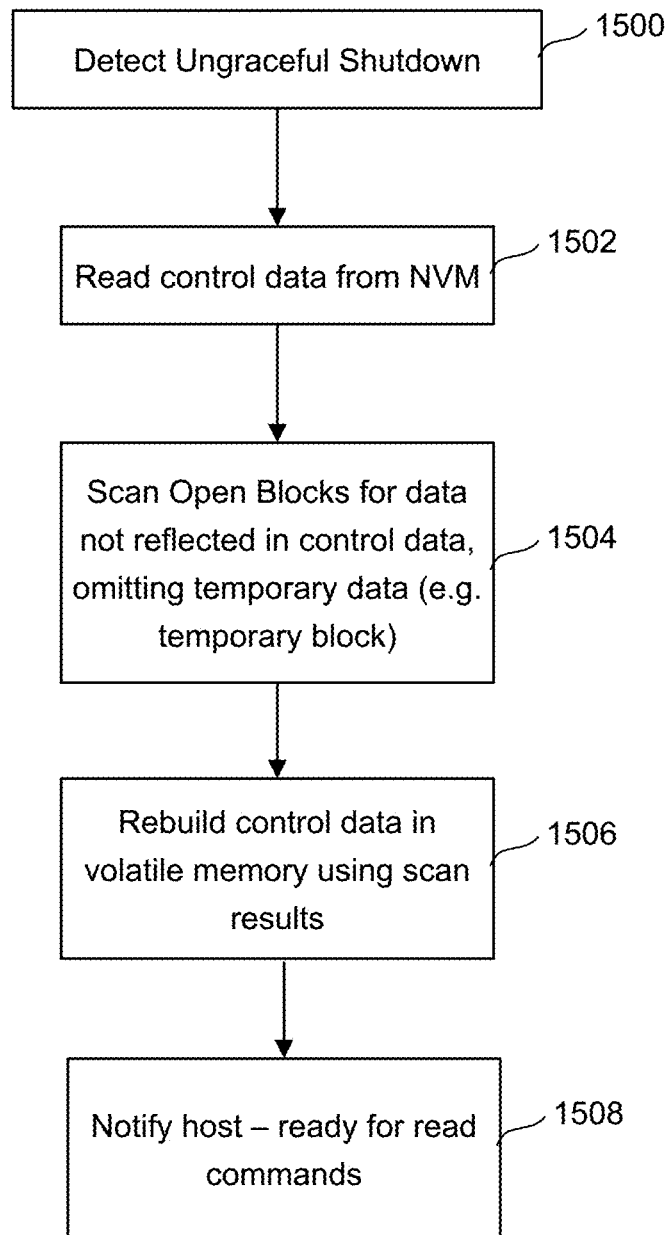 1500
Detect Ungraceful Shutdown
1502
Read control data from NVM
Scan Open Blocks for data
not reflected in control data,
1504
omitting temporary data (e.g.
temporary block)
Rebuild control data in
1506
volatile memory using scan
results
1508
Notify host – ready for read
commands